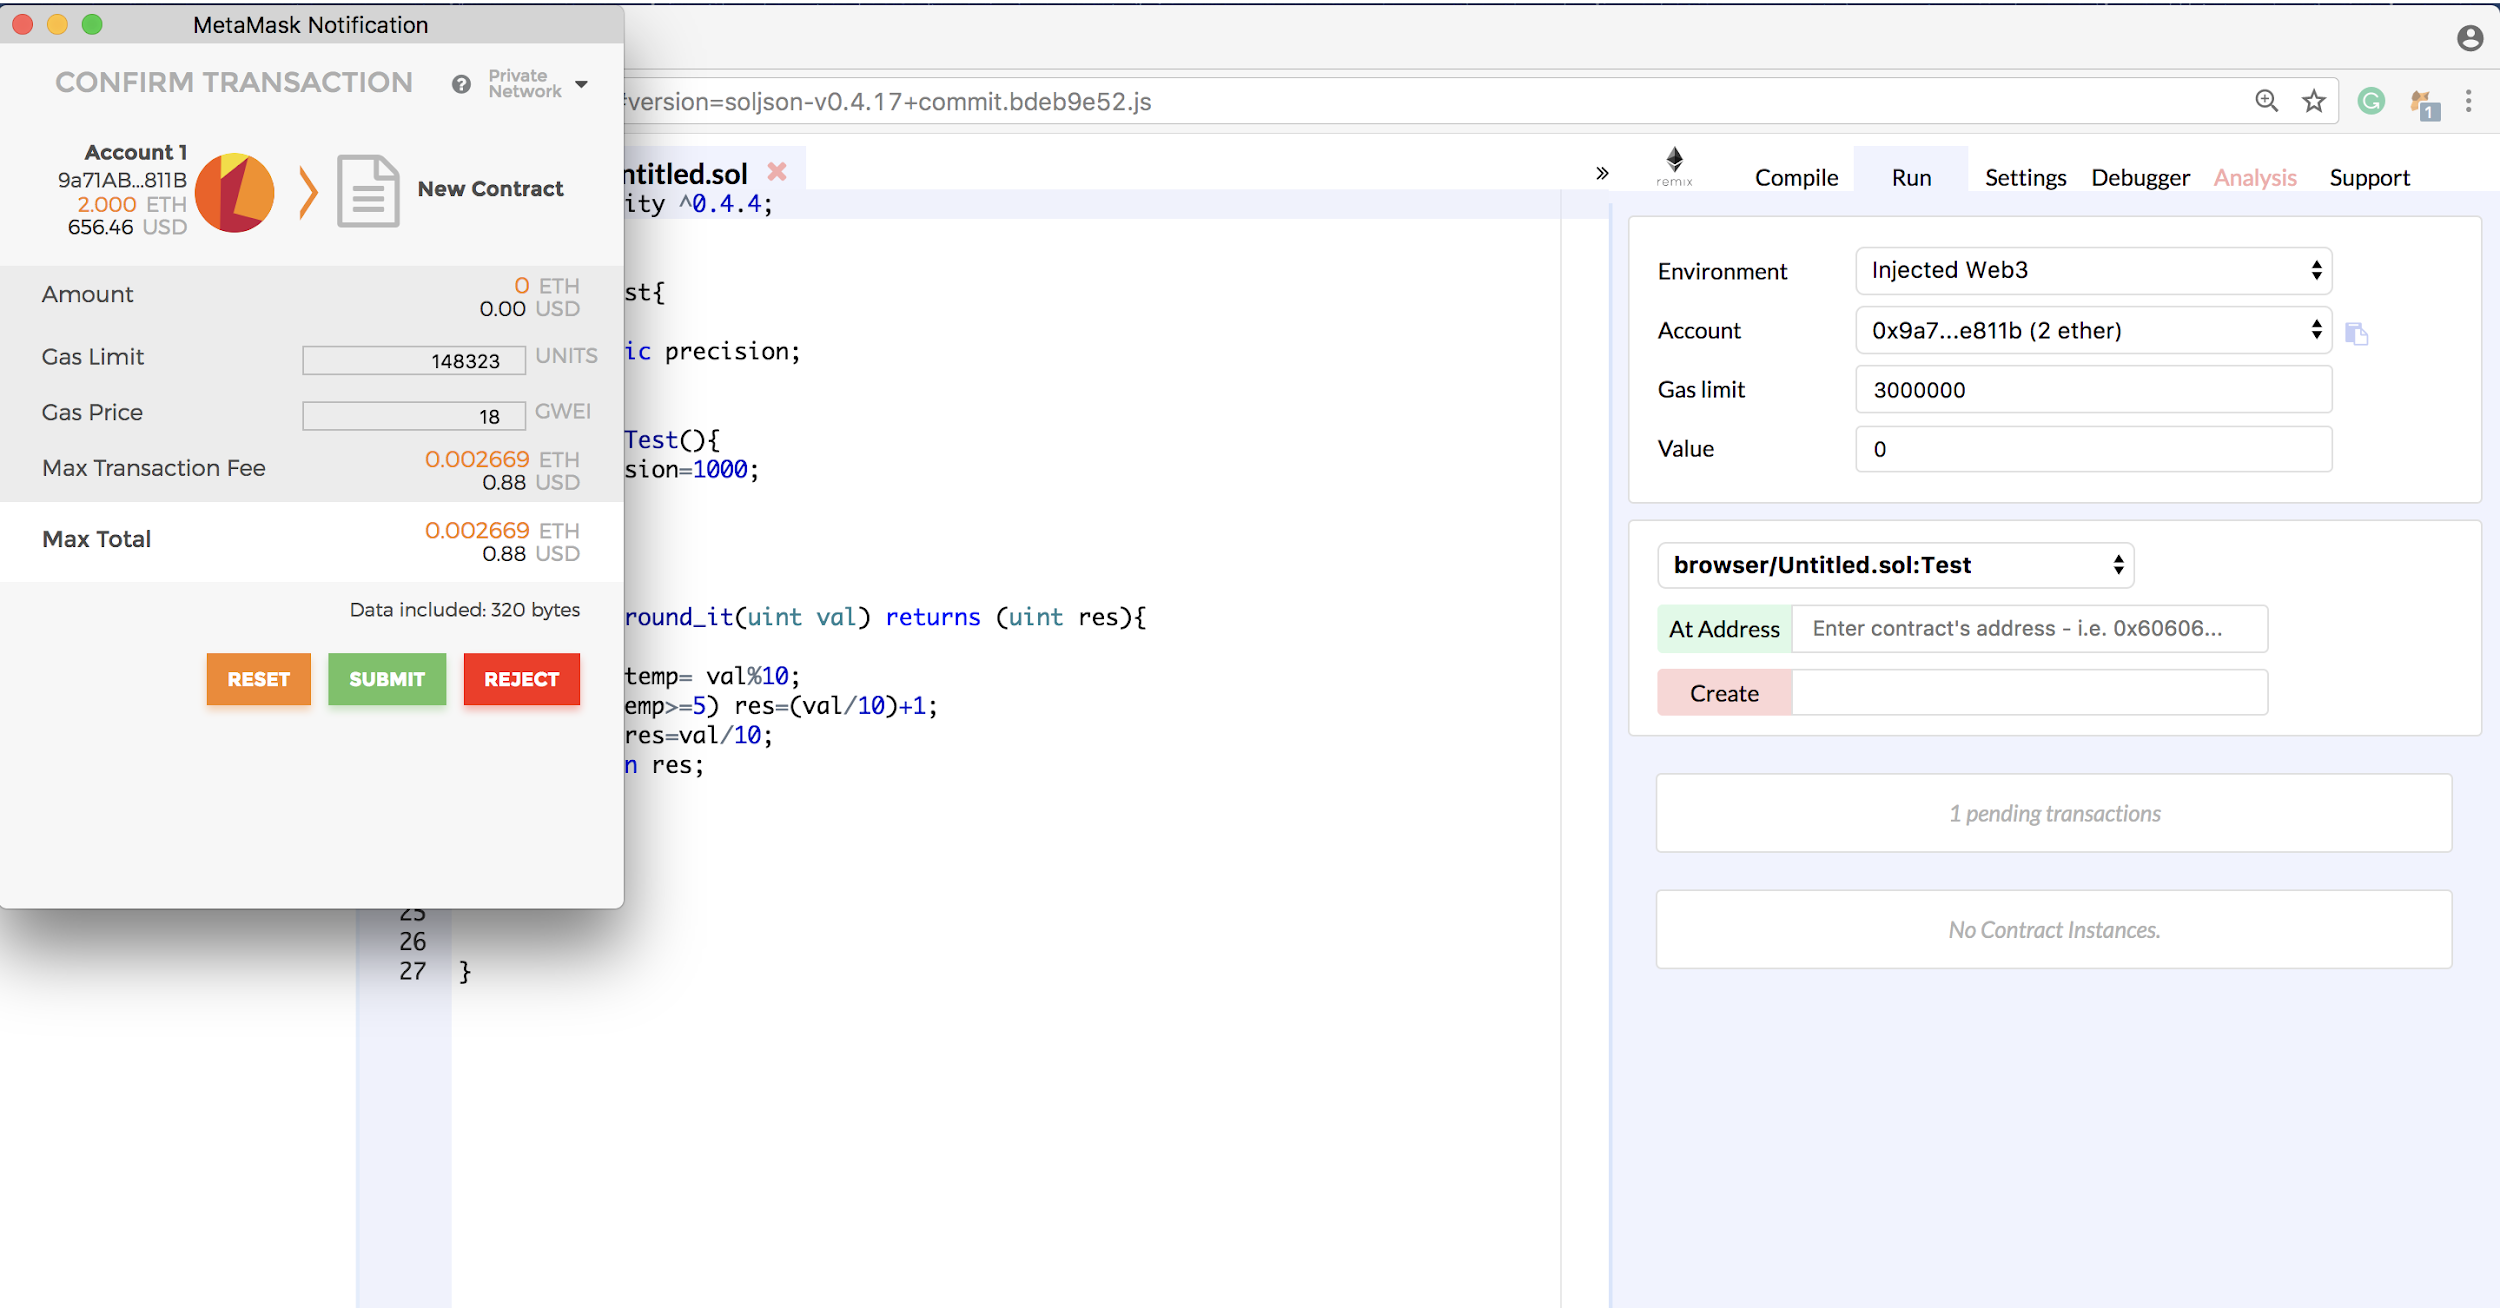 MetaMask Notification
CONFIRM TRANSACTION
Private
Network
Account 1
9a71AB...811B
2.000 ETH
656.46 USD
New Contract
Amount
0 ETH
0.00 USD
Gas Limit
148323 UNITS
Gas Price
18 GWEI
Max Transaction Fee
0.002669 ETH
0.88 USD
Max Total
0.002669 ETH
0.88 USD
Data included: 320 bytes
RESET SUBMIT REJECT
version=soljson-v0.4.17+commit.bdeb9e52.js
1
ntitled.sol
ity ^0.4.4;
st{
ic precision;
Test(){
sion=1000;
round_it(uint val) returns (uint res){
temp= val%10;
emp>=5) res=(val/10)+1;
res=val/10;
n res;
25
26
27 }
»
remix
Compile Run Settings Debugger Analysis Support
Environment Injected Web3
Account 0x9a7...e811b (2 ether)
Gas limit 3000000
Value 0
browser/Untitled.sol:Test
At Address Enter contract's address - i.e. 0x60606...
Create
1 pending transactions
No Contract Instances.